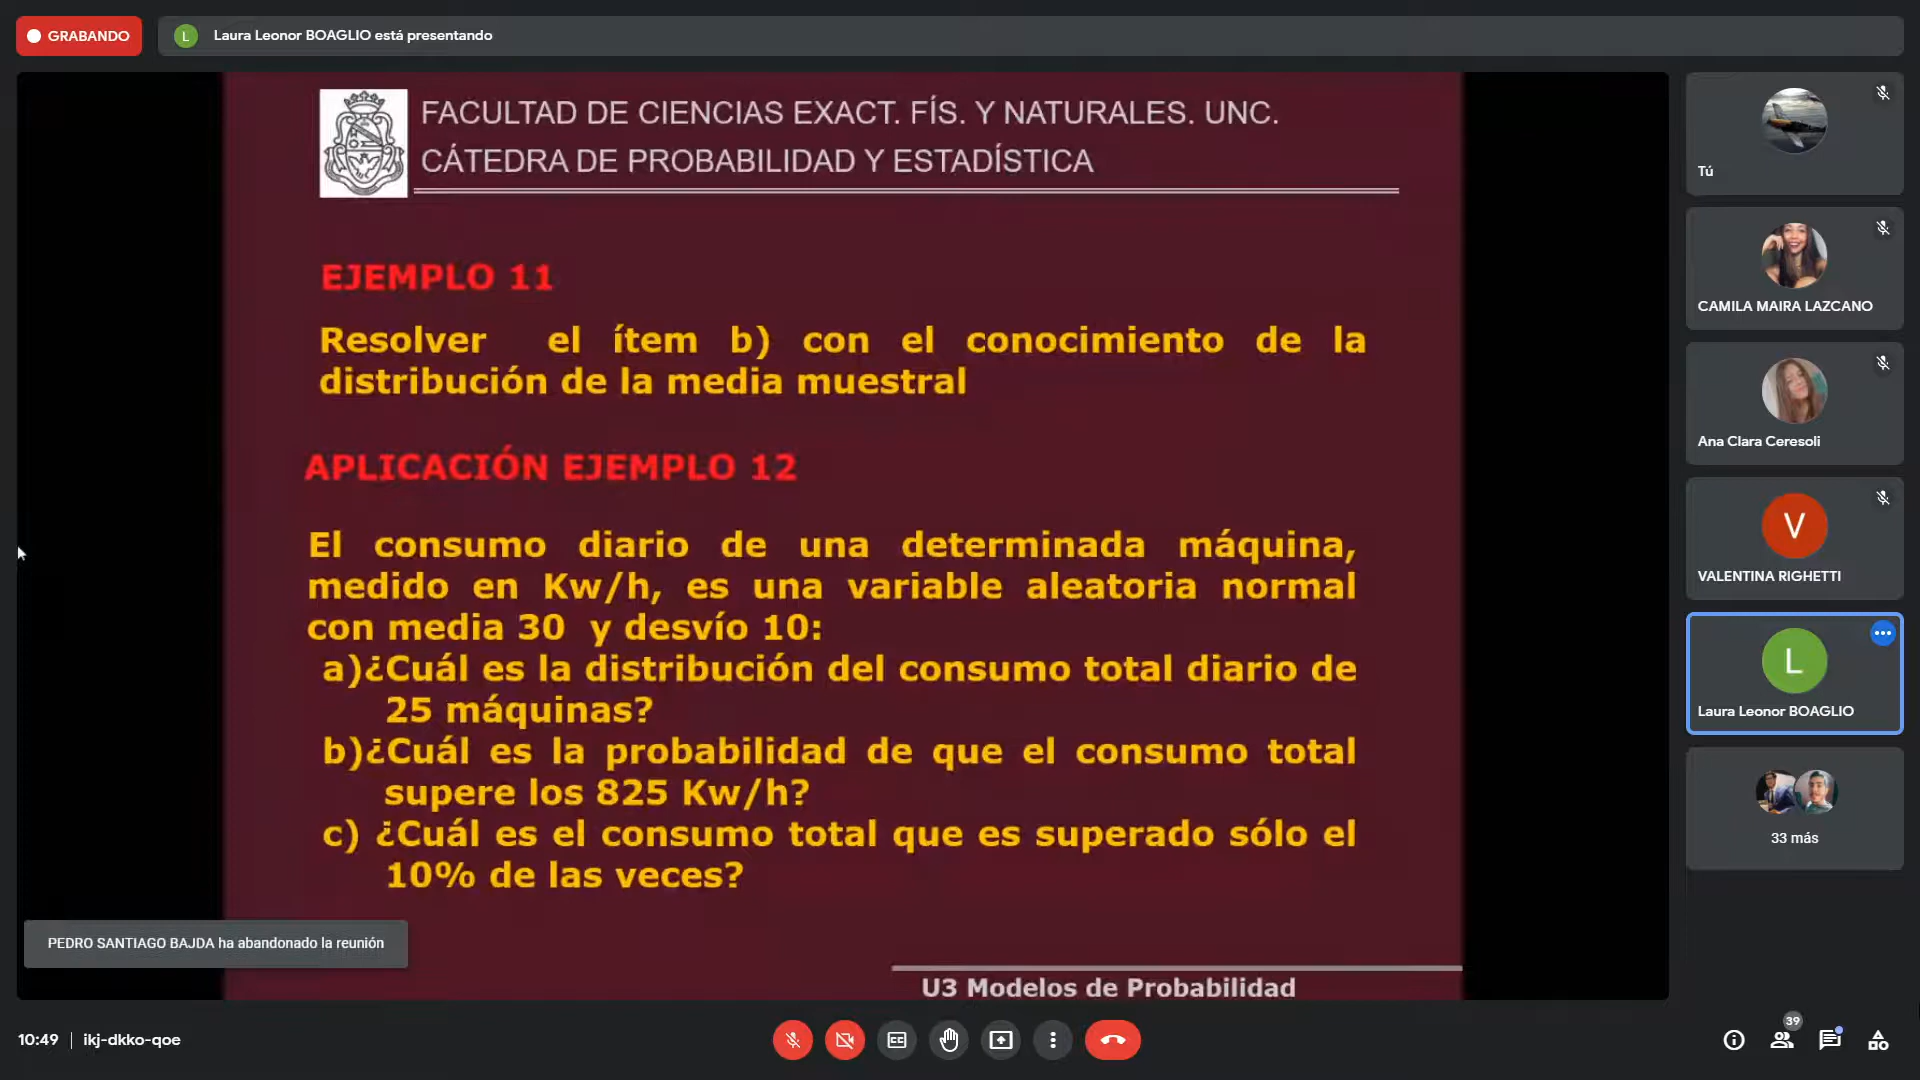 GRABANDO
L
Laura Leonor BOAGLIO está presentando
FACULTAD DE CIENCIAS EXACT. FÍS. Y NATURALES. UNC.
CÁTEDRA DE PROBABILIDAD Y ESTADÍSTICA
EJEMPLO 11
Resolver el ítem b) con el conocimiento de la
distribución de la media muestral
APLICACIÓN EJEMPLO 12
El consumo diario de una determinada máquina,
medido en Kw/h, es una variable aleatoria normal
con media 30 y desvío 10:
a)¿Cuál es la distribución del consumo total diario de
25 máquinas?
b)¿Cuál es la probabilidad de que el consumo total
supere los 825 Kw/h?
c) ¿Cuál es el consumo total que es superado sólo el
10% de las veces?
U3 Modelos de Probabilidad
PEDRO SANTIAGO BAJDA ha abandonado la reunión
Tú
CAMILA MAIRA LAZCANO
Ana Clara Ceresoli
V
VALENTINA RIGHETTI
L
Laura Leonor BOAGLIO
33 más
10:49 | ikj-dkko-qoe
CC
39